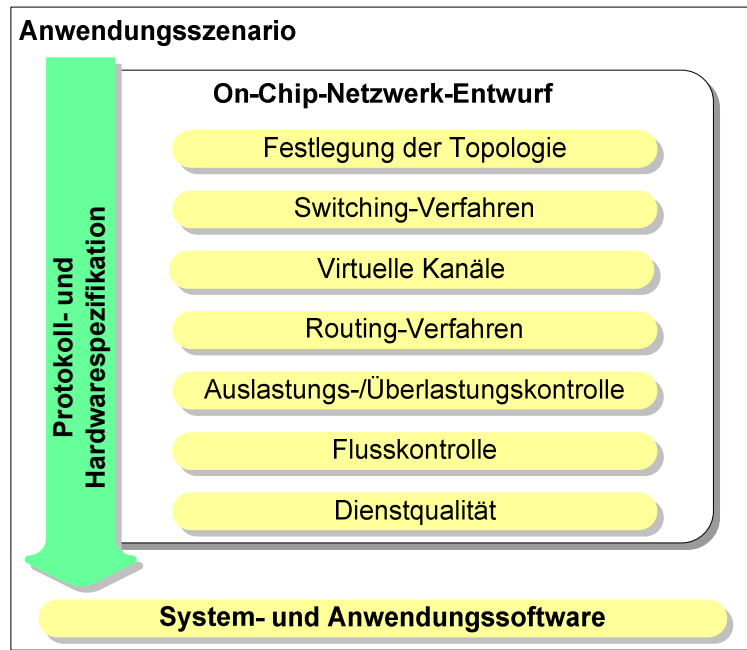 Anwendungsszenario
On-Chip-Netzwerk-Entwurf
Festlegung der Topologie
Switching-Verfahren
Virtuelle Kanäle
Routing-Verfahren
Auslastungs-/Überlastungskontrolle
Flusskontrolle
Dienstqualität
Protokoll- und
Hardwarespezifikation
System- und Anwendungssoftware